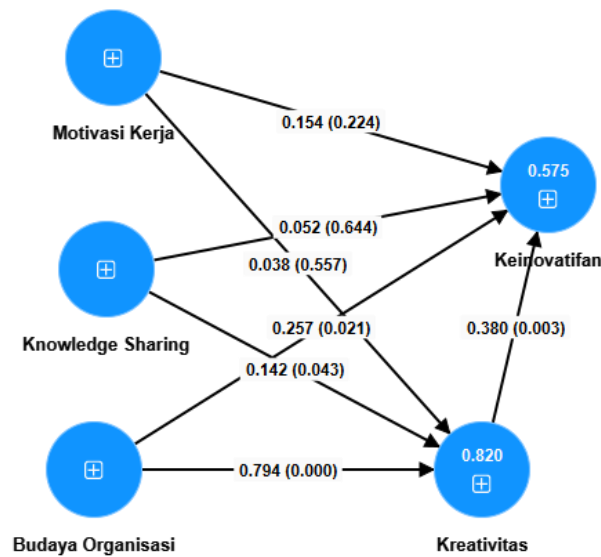 Motivasi Kerja
0.154 (0.224)
0.575
Keinovatifan
0.052 (0.644)
0.038 (0.557)
Knowledge Sharing
0.257 (0.021)
0.380 (0.003)
0.142 (0.043)
0.820
0.794 (0.000)
Budaya Organisasi
Kreativitas